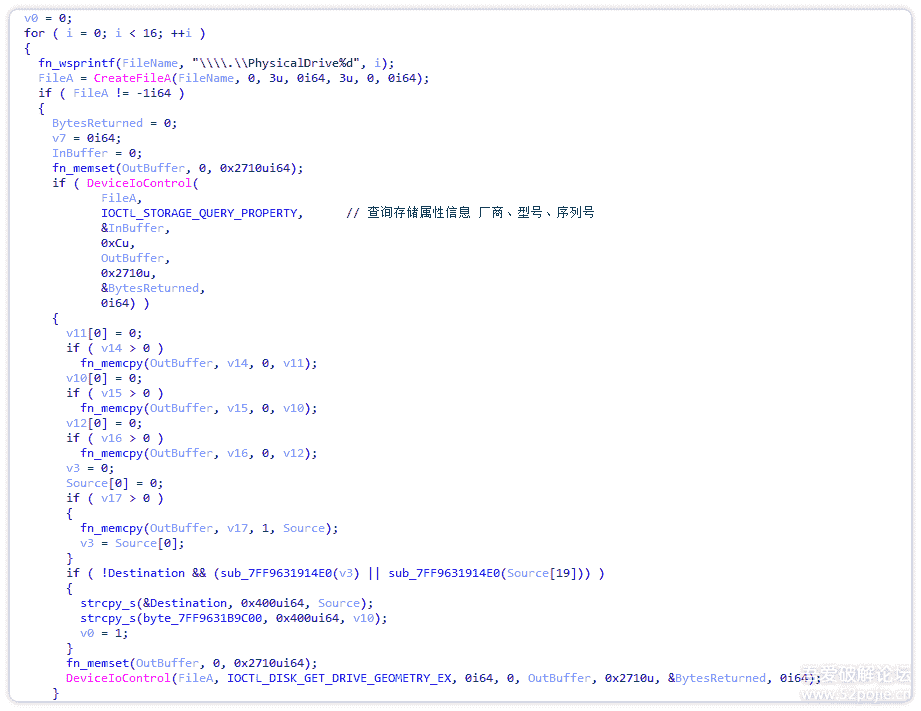 v0 = 0;
for ( i = 0; i < 16; ++i )
{
  fn_wsprintf(FileName, "\\\\.\\PhysicalDrive%d", i);
  FileA = CreateFileA(FileName, 0, 3u, 0i64, 3u, 0, 0i64);
  if ( FileA != -1i64 )
  {
    BytesReturned = 0;
    v7 = 0i64;
    InBuffer = 0;
    fn_memset(OutBuffer, 0, 0x2710ui64);
    if ( DeviceIoControl(
           FileA,
           IOCTL_STORAGE_QUERY_PROPERTY,      // 查询存储属性信息 厂商、型号、序列号
           &InBuffer,
           0xCu,
           OutBuffer,
           0x2710u,
           &BytesReturned,
           0i64) )
    {
      v11[0] = 0;
      if ( v14 > 0 )
        fn_memcpy(OutBuffer, v14, 0, v11);
      v10[0] = 0;
      if ( v15 > 0 )
        fn_memcpy(OutBuffer, v15, 0, v10);
      v12[0] = 0;
      if ( v16 > 0 )
        fn_memcpy(OutBuffer, v16, 0, v12);
      v3 = 0;
      Source[0] = 0;
      if ( v17 > 0 )
      {
        fn_memcpy(OutBuffer, v17, 1, Source);
        v3 = Source[0];
      }
      if ( !Destination && (sub_7FF9631914E0(v3) || sub_7FF9631914E0(Source[19])) )
      {
        strcpy_s(&Destination, 0x400ui64, Source);
        strcpy_s(byte_7FF9631B9C00, 0x400ui64, v10);
        v0 = 1;
      }
      fn_memset(OutBuffer, 0, 0x2710ui64);
      DeviceIoControl(FileA, IOCTL_DISK_GET_DRIVE_GEOMETRY_EX, 0i64, 0, OutBuffer, 0x2710u, &BytesReturned, 0i64);
    }
吾爱破解论坛
www.52pojie.cn